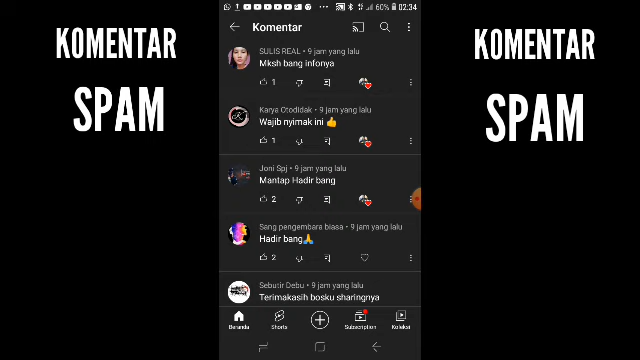 KOMENTAR
SPAM
60% 02:34
Komentar
SULIS REAL • 9 jam yang lalu
Mksh bang infonya
1
Karya Otodidak • 9 jam yang lalu
Wajib nyimak ini 👍
1
Joni Spj • 9 jam yang lalu
Mantap Hadir bang
2
Sang pengembara biasa • 9 jam yang lalu
Hadir bang🙏
2
Sebutir Debu • 9 jam yang lalu
Terimakasih bosku sharingnya
Beranda Shorts Subscription Koleksi
KOMENTAR
SPAM